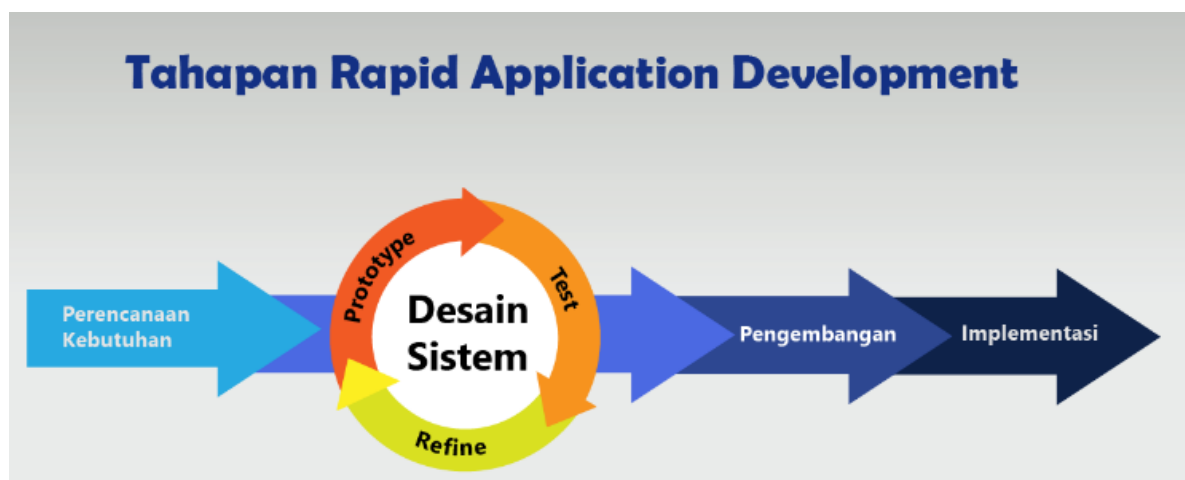 Tahapan Rapid Application Development
Perencanaan
Kebutuhan
Prototype
Test
Refine
Desain
Sistem
Pengembangan
Implementasi